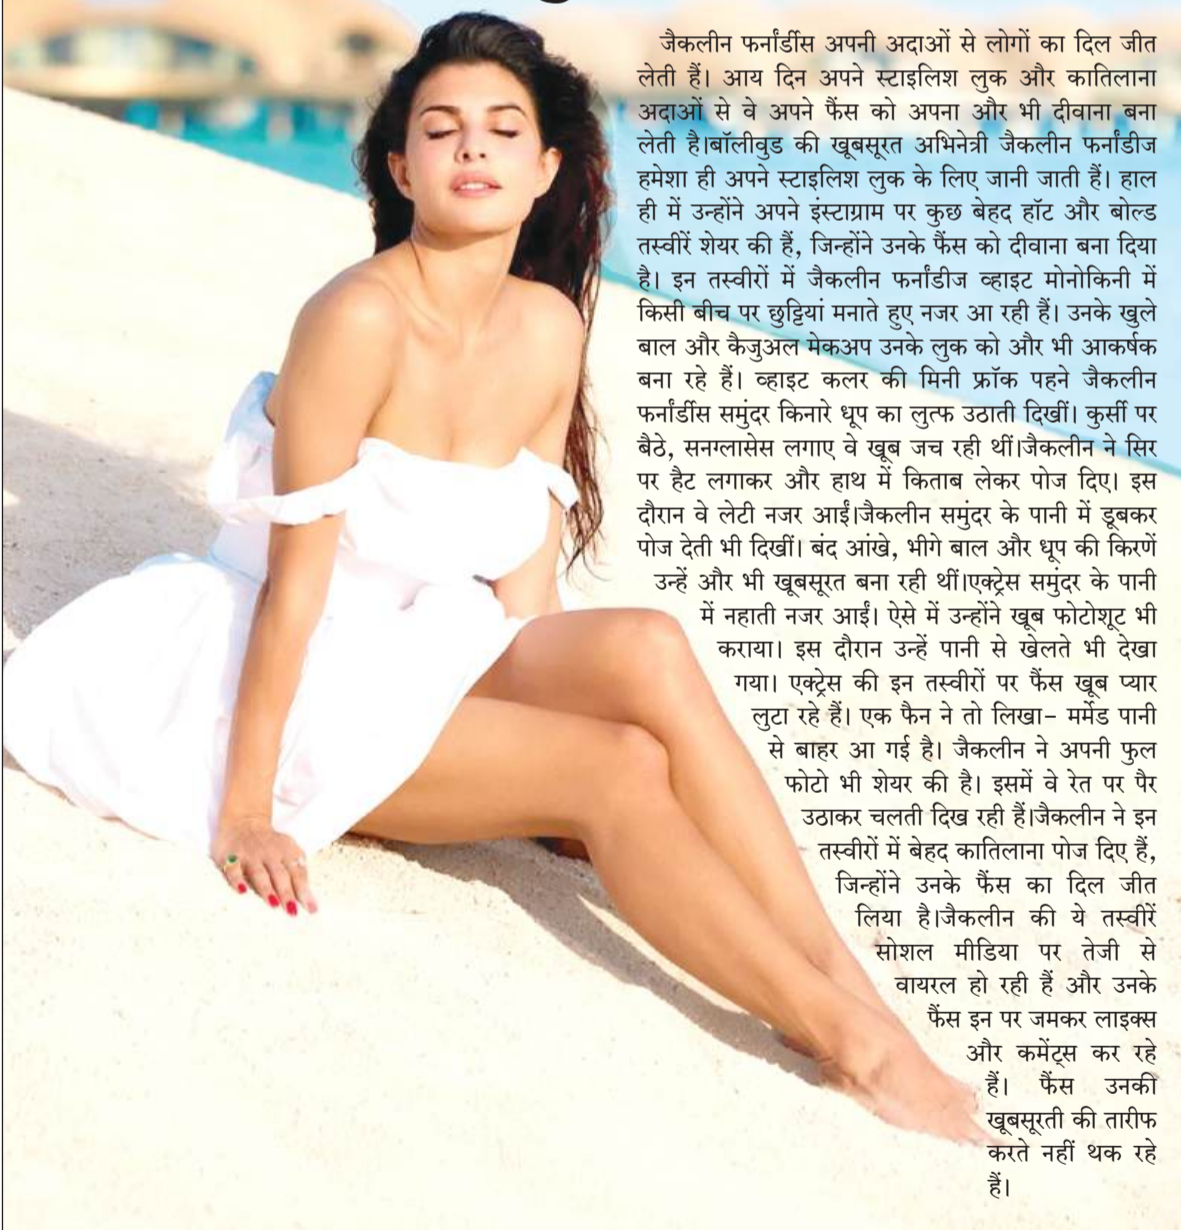 जैकलीन फर्नांर्डीस अपनी अदाओं से लोगों का दिल जीत
लेती हैं। आय दिन अपने स्टाइलिश लुक और कातिलाना
अदाओं से वे अपने फैंस को अपना और भी दीवाना बना
लेती है।बॉलीवुड की खूबसूरत अभिनेत्री जैकलीन फर्नांडीज
हमेशा ही अपने स्टाइलिश लुक के लिए जानी जाती हैं। हाल
ही में उन्होंने अपने इंस्टाग्राम पर कुछ बेहद हॉट और बोल्ड
तस्वीरें शेयर की हैं, जिन्होंने उनके फैंस को दीवाना बना दिया
है। इन तस्वीरों में जैकलीन फर्नांडीज व्हाइट मोनोकिनी में
किसी बीच पर छुट्टियां मनाते हुए नजर आ रही हैं। उनके खुले
बाल और कैजुअल मेकअप उनके लुक को और भी आकर्षक
बना रहे हैं। व्हाइट कलर की मिनी फ्रॉक पहने जैकलीन
फर्नांर्डीस समुंदर किनारे धूप का लुत्फ उठाती दिखीं। कुर्सी पर
बैठे, सनग्लासेस लगाए वे खूब जच रही थीं।जैकलीन ने सिर
पर हैट लगाकर और हाथ में किताब लेकर पोज दिए। इस
दौरान वे लेटी नजर आईं।जैकलीन समुंदर के पानी में डूबकर
पोज देती भी दिखीं। बंद आंखे, भीगे बाल और धूप की किरणें
उन्हें और भी खूबसूरत बना रही थीं।एक्ट्रेस समुंदर के पानी
में नहाती नजर आईं। ऐसे में उन्होंने खूब फोटोशूट भी
कराया। इस दौरान उन्हें पानी से खेलते भी देखा
गया। एक्ट्रेस की इन तस्वीरों पर फैंस खूब प्यार
लुटा रहे हैं। एक फैन ने तो लिखा- मर्मेड पानी
से बाहर आ गई है। जैकलीन ने अपनी फुल
फोटो भी शेयर की है। इसमें वे रेत पर पैर
उठाकर चलती दिख रही हैं।जैकलीन ने इन
तस्वीरों में बेहद कातिलाना पोज दिए हैं,
जिन्होंने उनके फैंस का दिल जीत
लिया है।जैकलीन की ये तस्वीरें
सोशल मीडिया पर तेजी से
वायरल हो रही हैं और उनके
फैंस इन पर जमकर लाइक्स
और कमेंट्स कर रहे
हैं। फैंस उनकी
खूबसूरती की तारीफ
करते नहीं थक रहे
हैं।